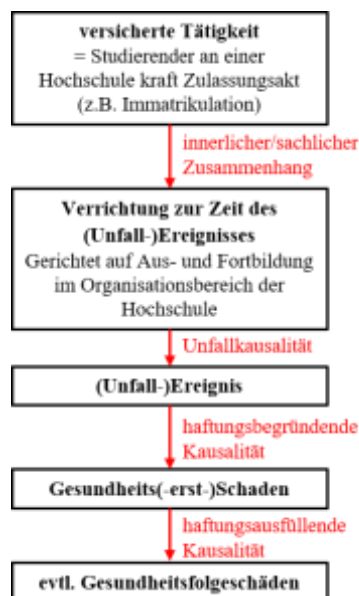 versicherte Tätigkeit
= Studierender an einer
Hochschule kraft Zulassungsakt
(z.B. Immatrikulation)
innerlicher/sachlicher
Zusammenhang
Verrichtung zur Zeit des
(Unfall-)Ereignisses
Gerichtet auf Aus- und Fortbildung
im Organisationsbereich der
Hochschule
Unfallkausalität
(Unfall-)Ereignis
haftungsbegründende
Kausalität
Gesundheits(-erst-)Schaden
haftungsausfüllende
Kausalität
evtl. Gesundheitsfolgeschäden